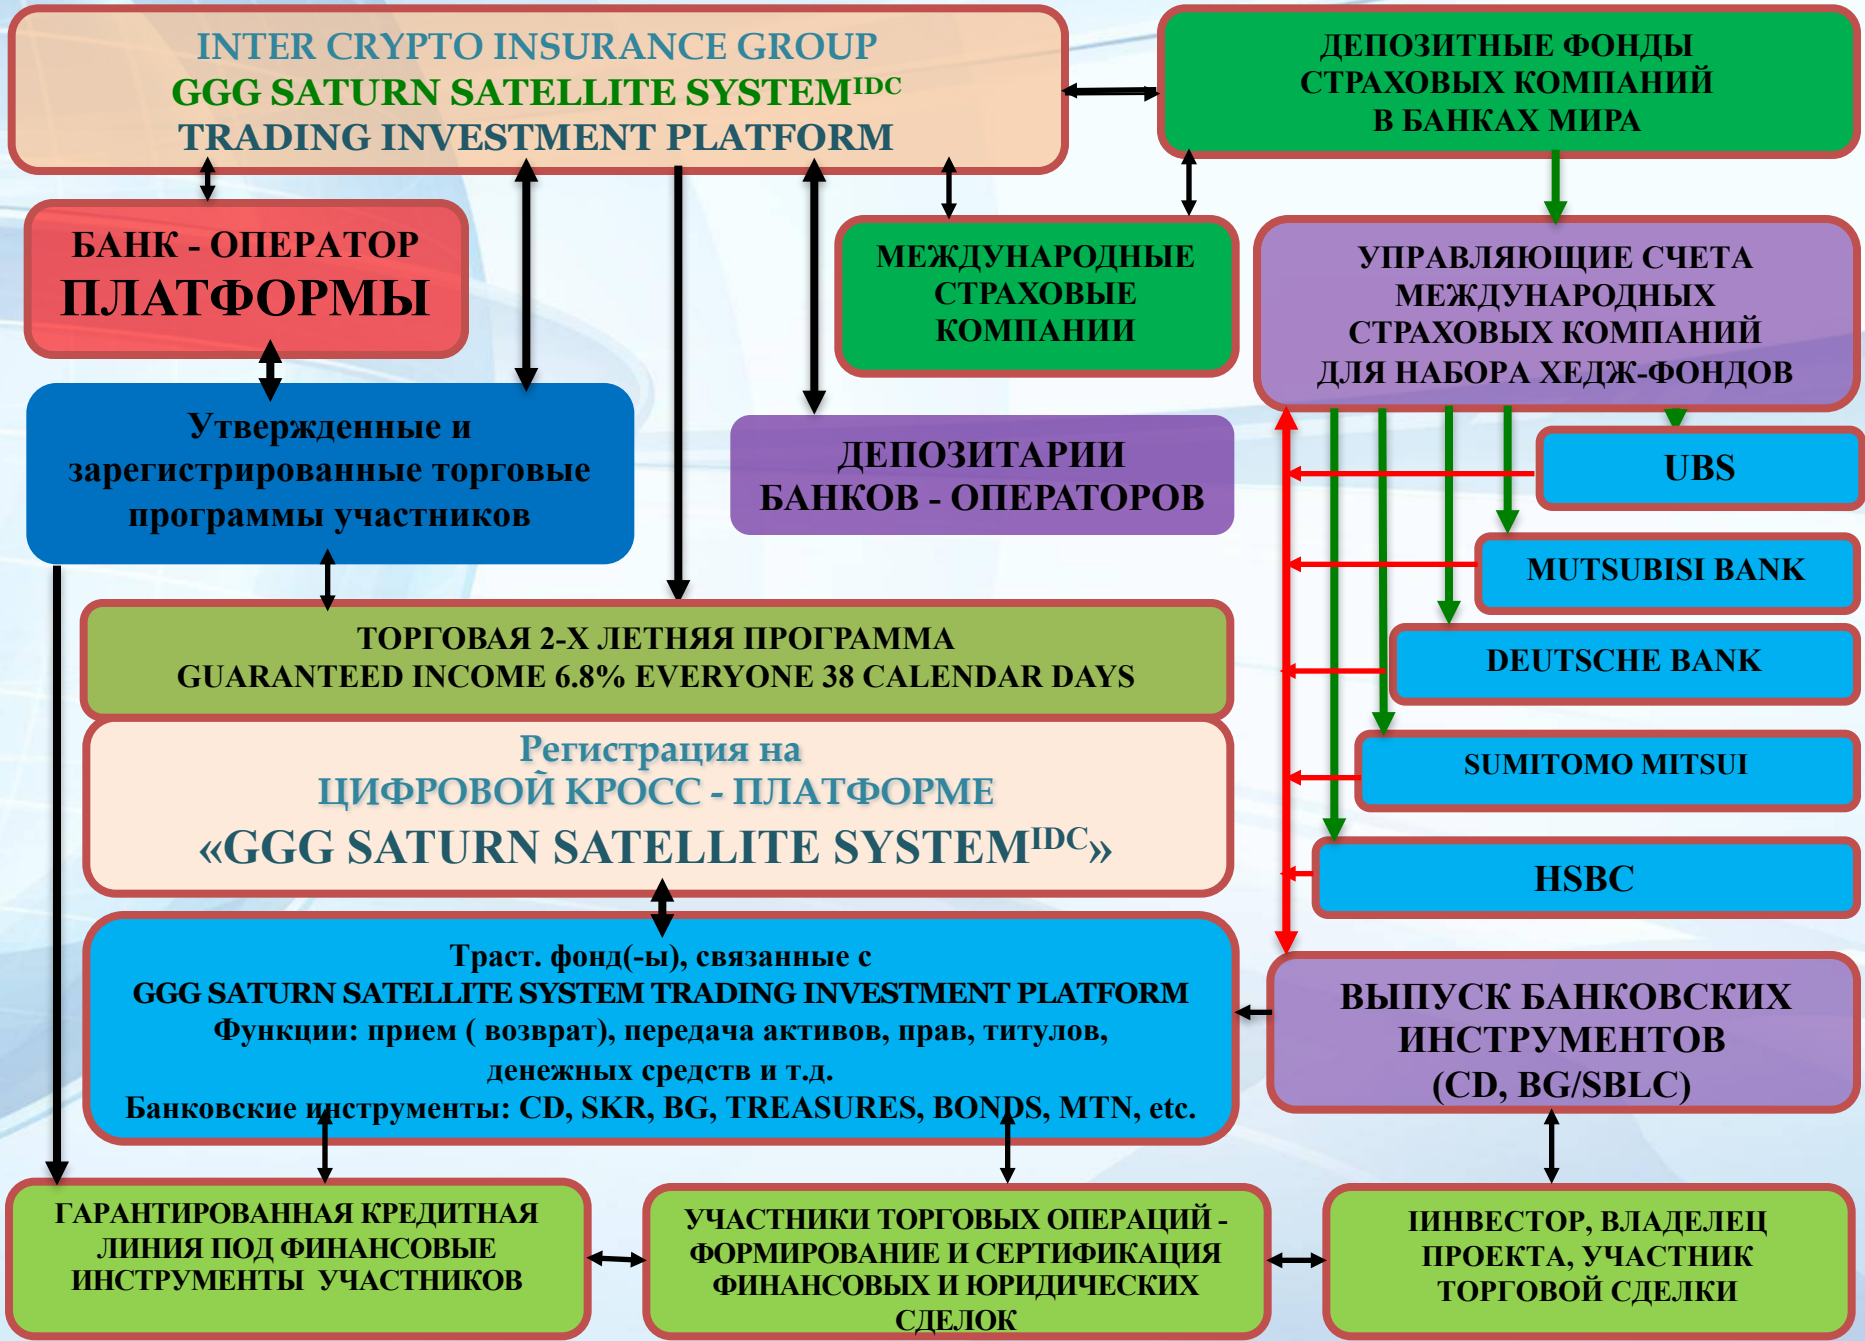 INTER CRYPTO INSURANCE GROUP
GGG SATURN SATELLITE SYSTEMIDC
TRADING INVESTMENT PLATFORM
ДЕПОЗИТНЫЕ ФОНДЫ
СТРАХОВЫХ КОМПАНИЙ
В БАНКАХ МИРА
БАНК - ОПЕРАТОР
ПЛАТФОРМЫ
МЕЖДУНАРОДНЫЕ
СТРАХОВЫЕ
КОМПАНИИ
УПРАВЛЯЮЩИЕ СЧЕТА
МЕЖДУНАРОДНЫХ
СТРАХОВЫХ КОМПАНИЙ
ДЛЯ НАБОРА ХЕДЖ-ФОНДОВ
Утвержденные и
зарегистрированные торговые
программы участников
ДЕПОЗИТАРИИ
БАНКОВ - ОПЕРАТОРОВ
UBS
MUTSUBISI BANK
DEUTSCHE BANK
SUMITOMO MITSUI
HSBC
ТОРГОВАЯ 2-Х ЛЕТНЯЯ ПРОГРАММА
GUARANTEED INCOME 6.8% EVERYONE 38 CALENDAR DAYS
Регистрация на
ЦИФРОВОЙ КРОСС - ПЛАТФОРМЕ
«GGG SATURN SATELLITE SYSTEMIDC»
Траст. фонд(-ы), связанные с
GGG SATURN SATELLITE SYSTEM TRADING INVESTMENT PLATFORM
Функции: прием ( возврат), передача активов, прав, титулов,
денежных средств и т.д.
Банковские инструменты: CD, SKR, BG, TREASURES, BONDS, MTN, etc.
ВЫПУСК БАНКОВСКИХ
ИНСТРУМЕНТОВ
(CD, BG/SBLC)
ГАРАНТИРОВАННАЯ КРЕДИТНАЯ
ЛИНИЯ ПОД ФИНАНСОВЫЕ
ИНСТРУМЕНТЫ УЧАСТНИКОВ
УЧАСТНИКИ ТОРГОВЫХ ОПЕРАЦИЙ -
ФОРМИРОВАНИЕ И СЕРТИФИКАЦИЯ
ФИНАНСОВЫХ И ЮРИДИЧЕСКИХ
СДЕЛОК
IИНВЕСТОР, ВЛАДЕЛЕЦ
ПРОЕКТА, УЧАСТНИК
ТОРГОВОЙ СДЕЛКИ